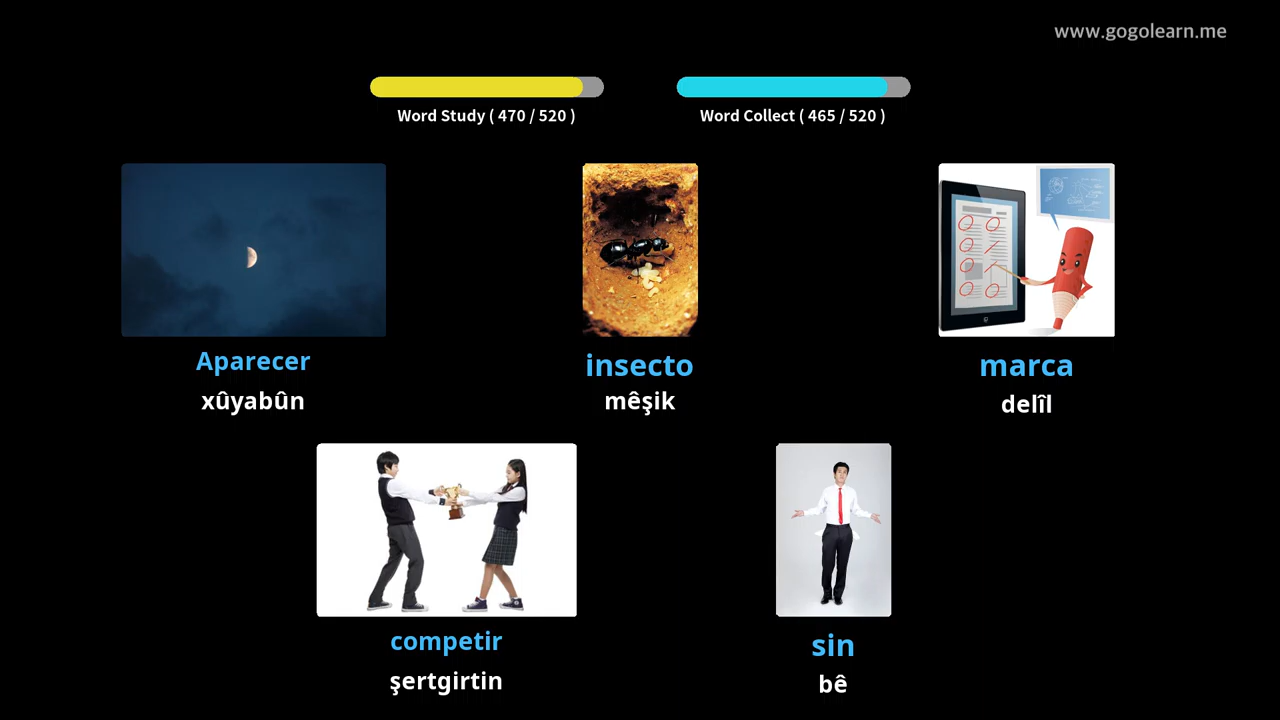 www.gogolearn.me
Word Study ( 470 / 520 )
Word Collect ( 465 / 520 )
Aparecer
xûyabûn
insecto
mêşik
marca
delîl
competir
şertgirtin
sin
bê